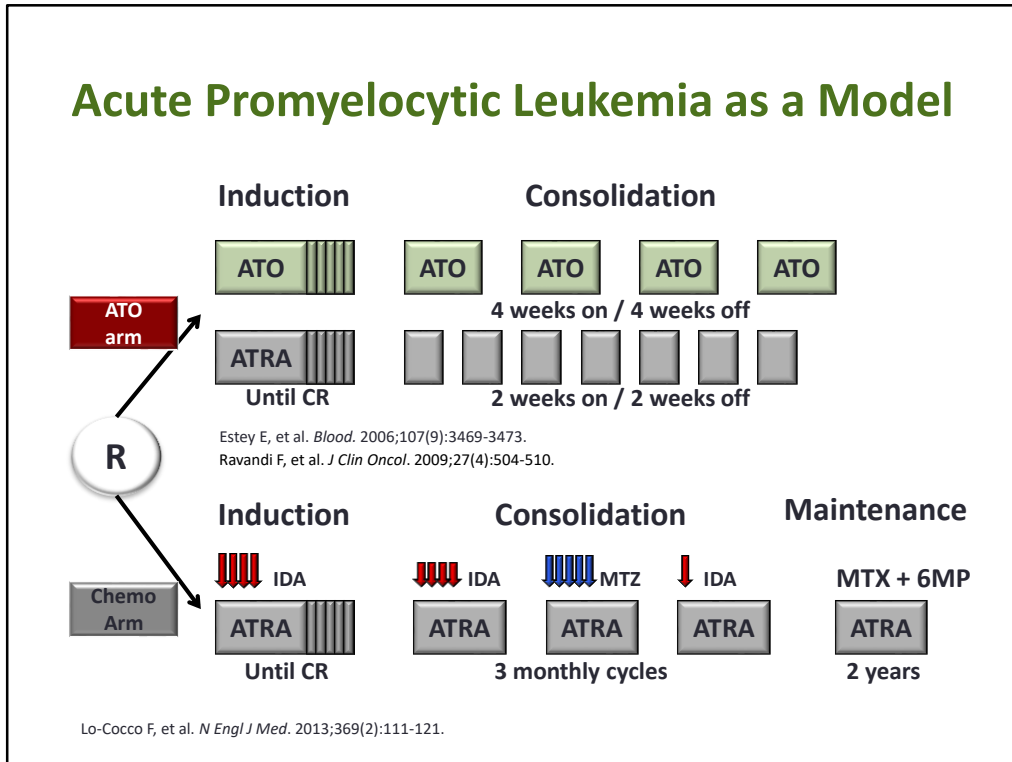 Acute Promyelocytic Leukemia as a Model
Induction Consolidation
ATO ATO ATO ATO ATO
4 weeks on / 4 weeks off
ATO
arm
ATRA
Until CR 2 weeks on / 2 weeks off
Estey E, et al. Blood. 2006;107(9):3469-3473.
Ravandi F, et al. J Clin Oncol. 2009;27(4):504-510.
R
Induction Consolidation Maintenance
IDA IDA MTZ IDA MTX + 6MP
Chemo
Arm
ATRA ATRA ATRA ATRA ATRA
Until CR 3 monthly cycles 2 years
Lo-Cocco F, et al. N Engl J Med. 2013;369(2):111-121.